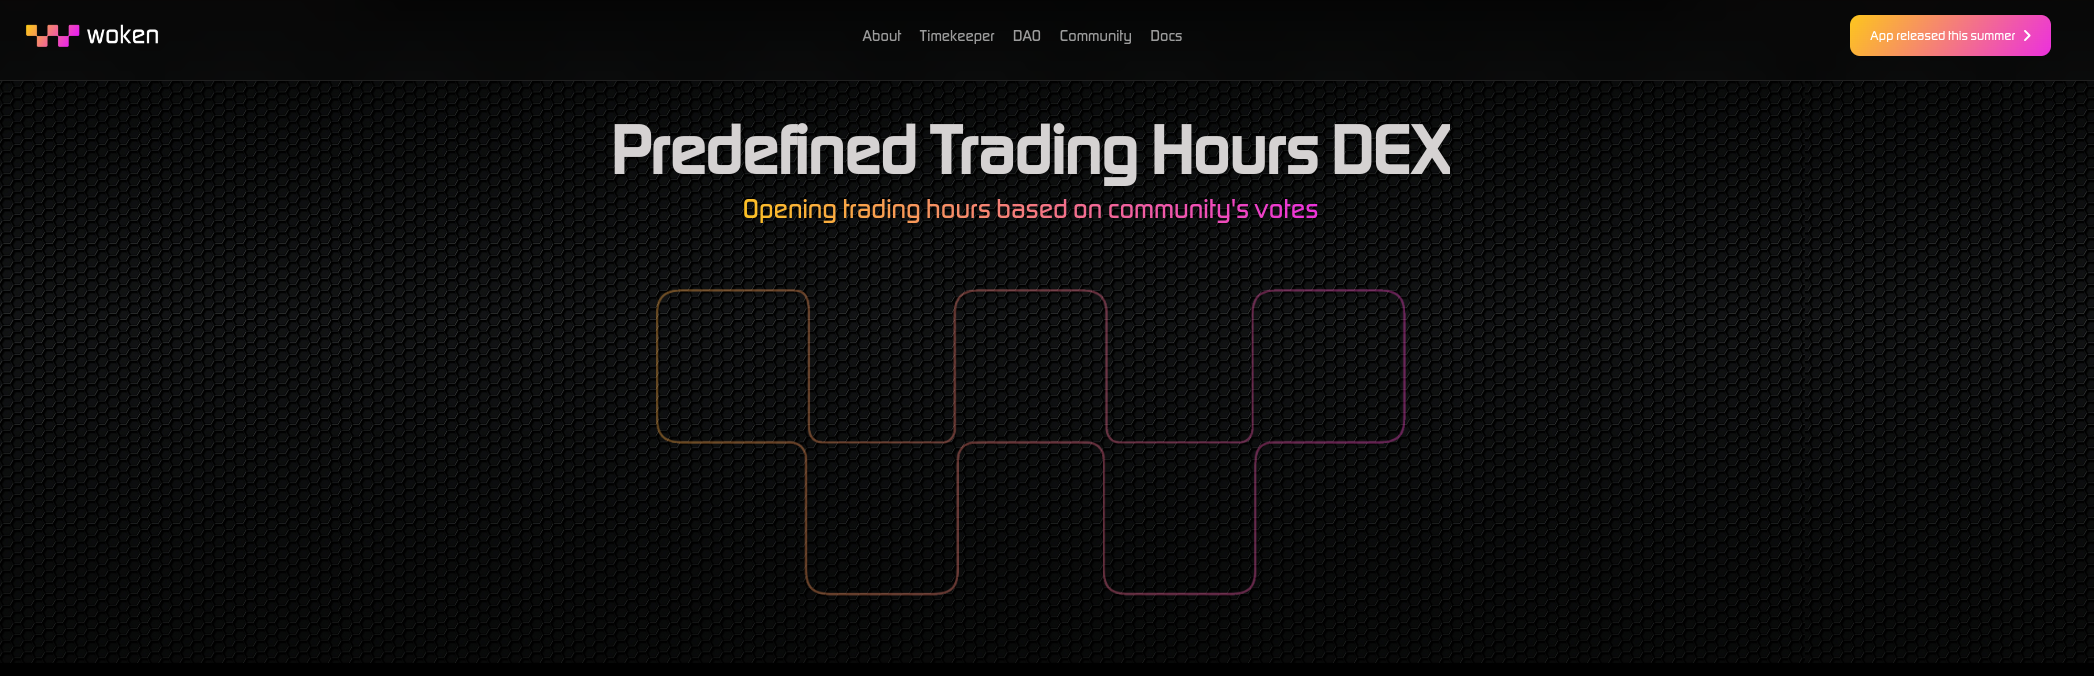 woken
About Timekeeper DAO Community Docs
App released this summer
Predefined Trading Hours DEX
Opening trading hours based on community's votes